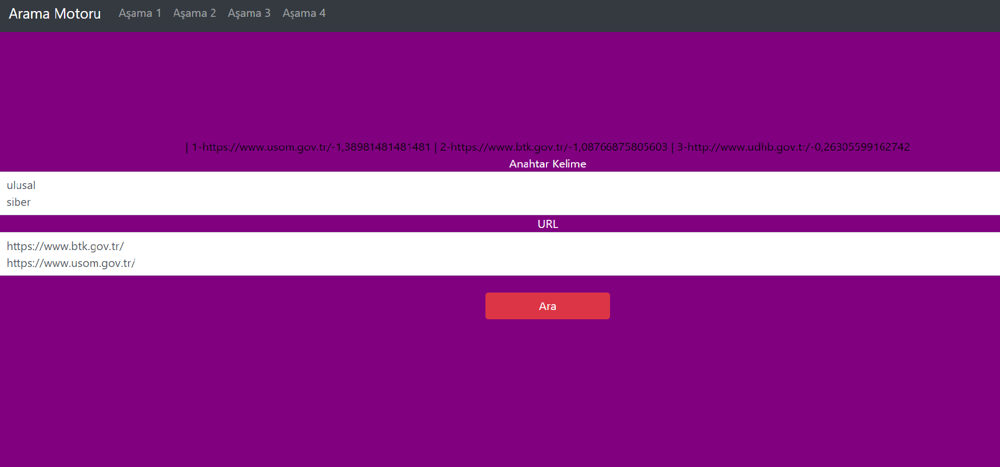 Arama Motoru Aşama 1 Aşama 2 Aşama 3 Aşama 4
| 1-https://www.usom.gov.tr/-1,38981481481481 | 2-https://www.btk.gov.tr/-1,08766875805603 | 3-http://www.udhb.gov.tr/-0,26305599162742
Anahtar Kelime
ulusal
siber
URL
https://www.btk.gov.tr/
https://www.usom.gov.tr/
Ara